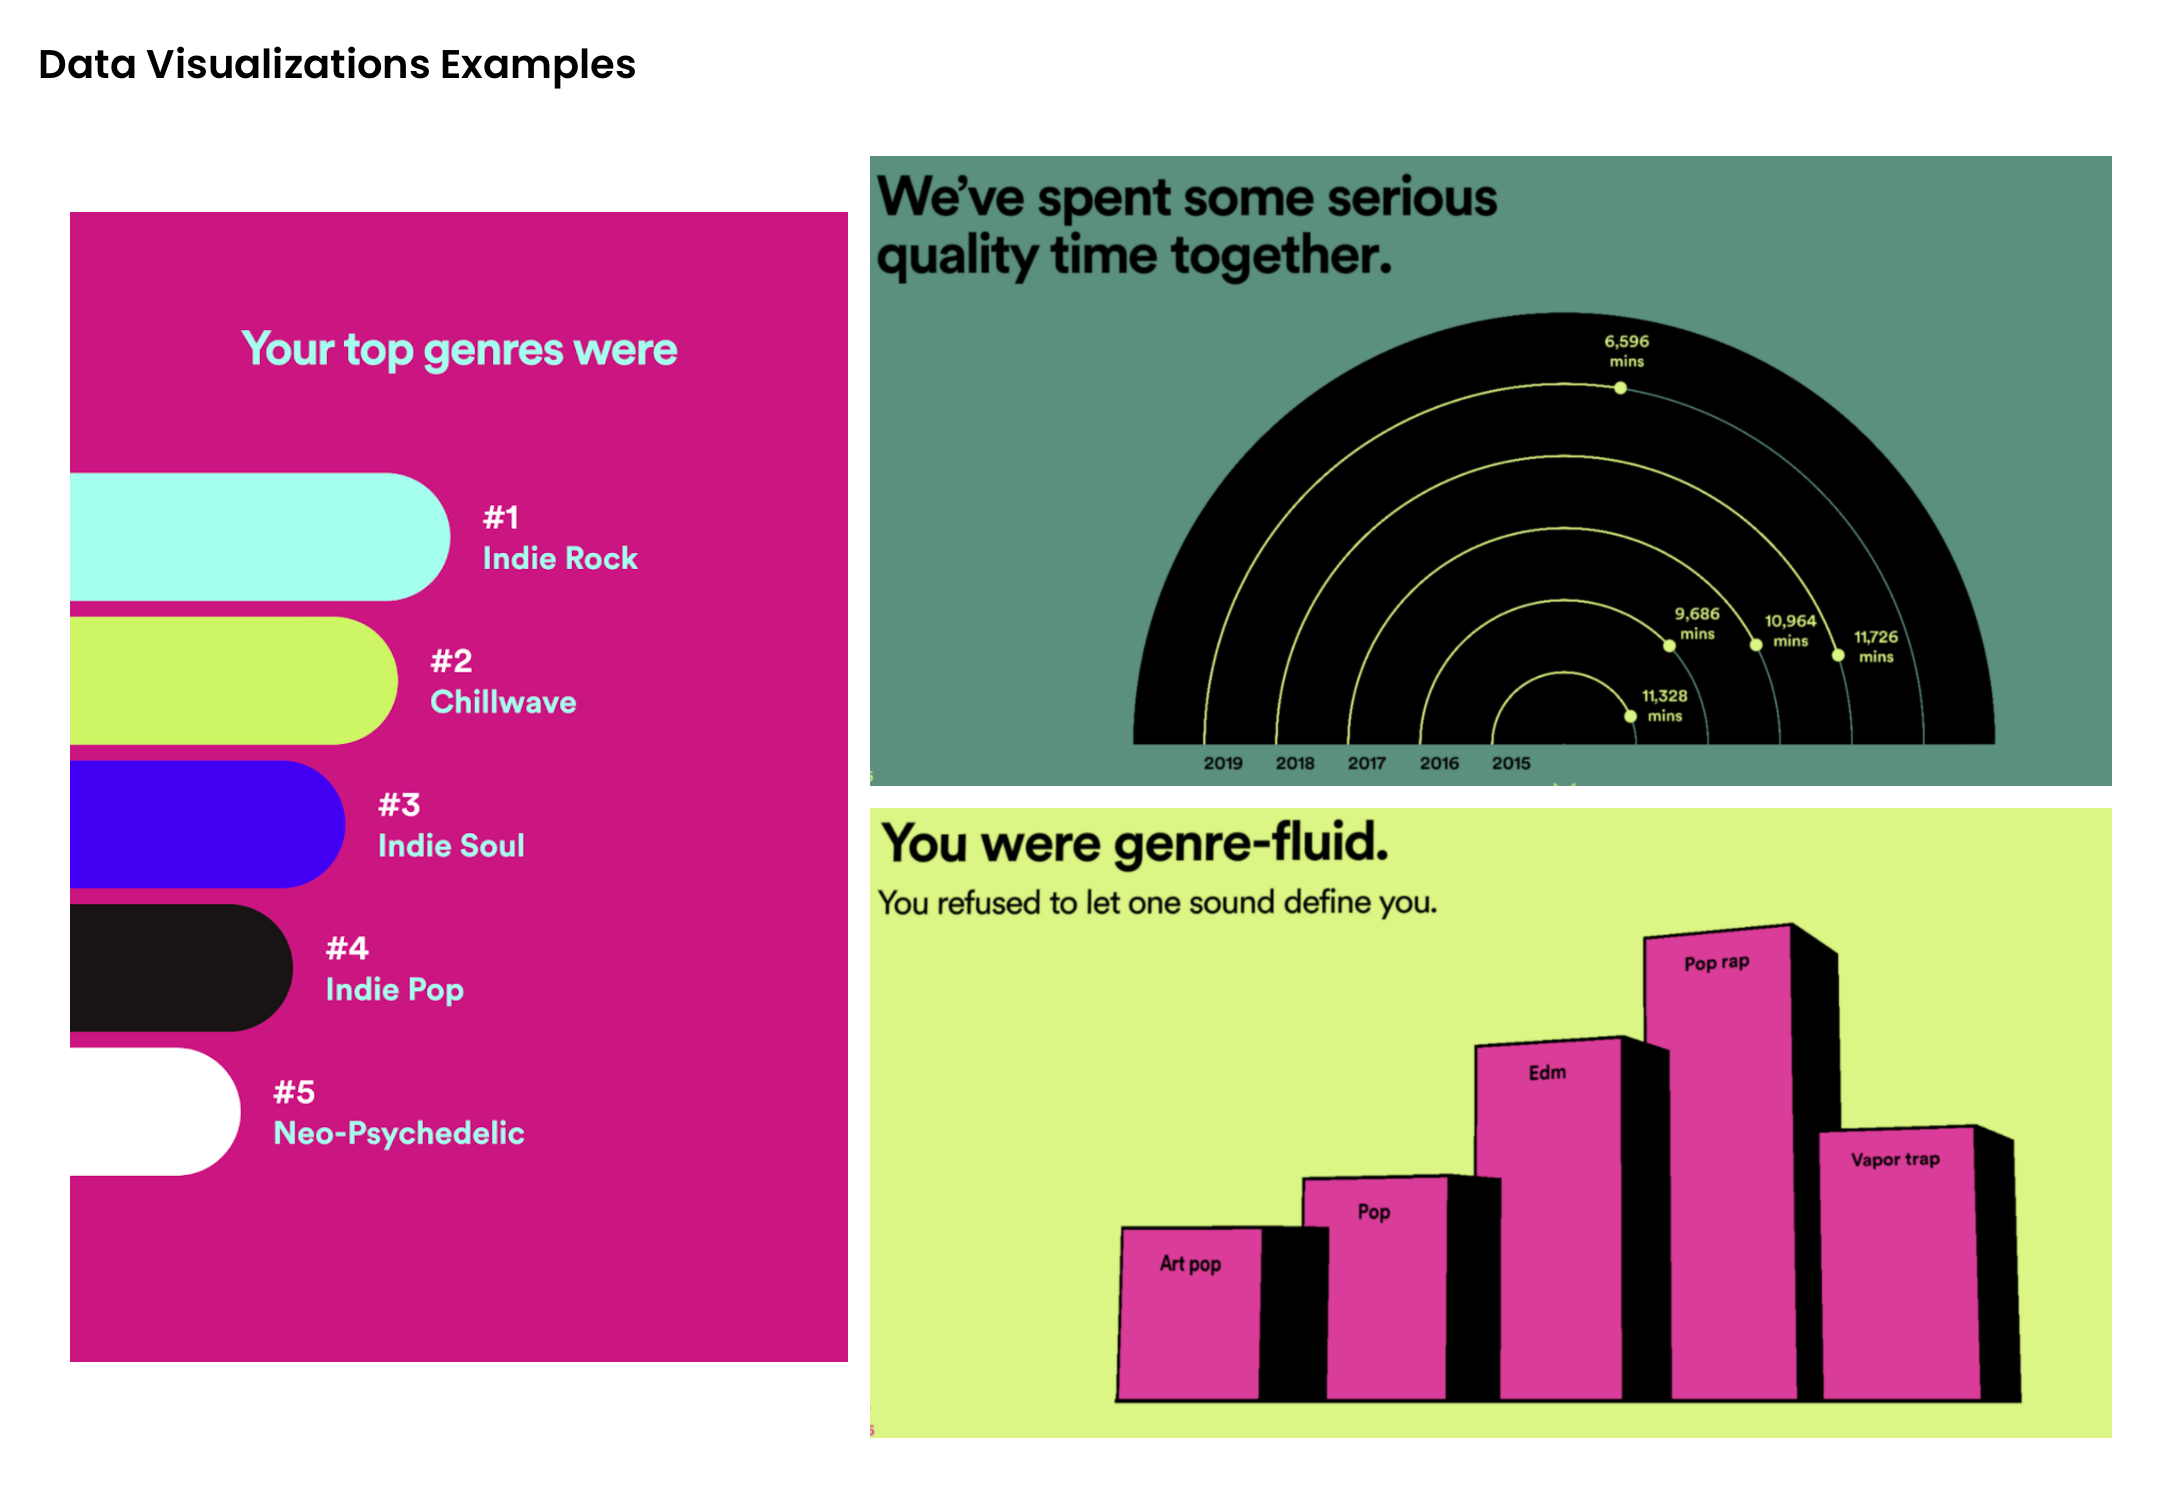 Data Visualizations Examples
Your top genres were
#1
Indie Rock
#2
Chillwave
#3
Indie Soul
#4
Indie Pop
#5
Neo-Psychedelic
We've spent some serious
quality time together.
6,596
mins
9,686
mins
10,964
mins
11,726
mins
11,328
mins
2019 2018 2017 2016 2015
You were genre-fluid.
You refused to let one sound define you.
Pop rap
Edm
Vapor trap
Pop
Art pop